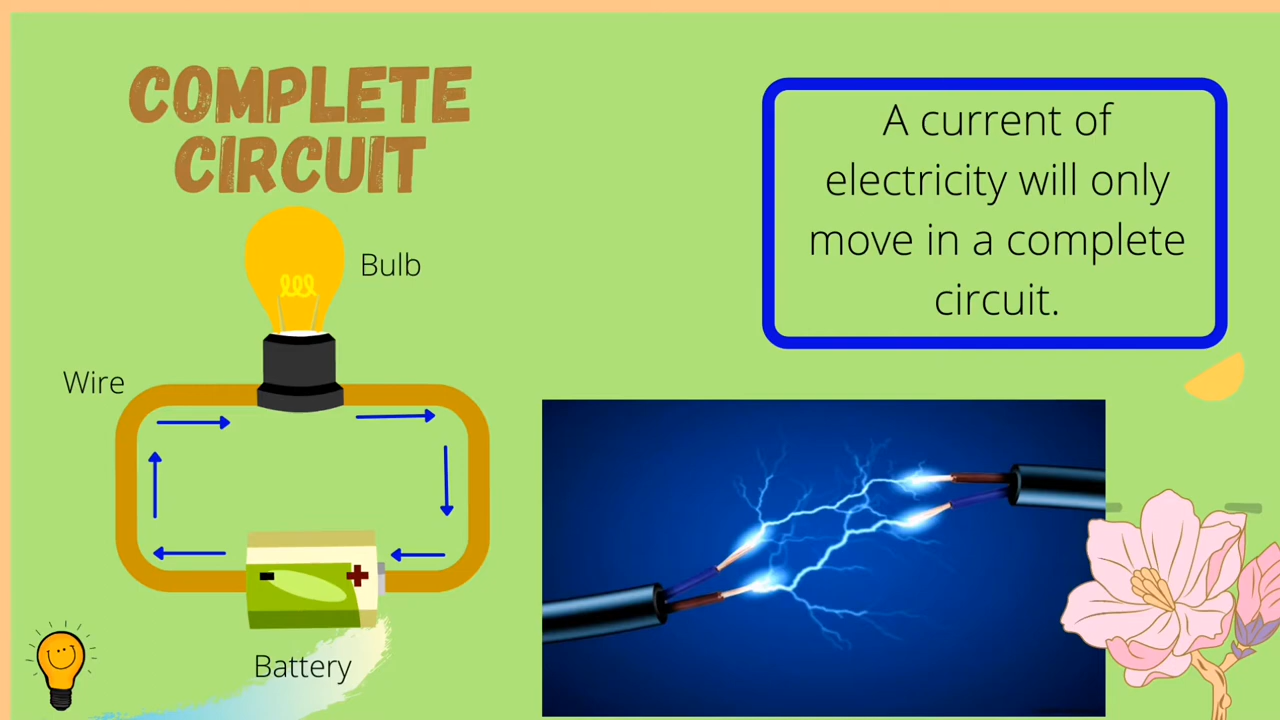 COMPLETE
CIRCUIT
A current of
electricity will only
move in a complete
circuit.
Bulb
Wire
- +
Battery